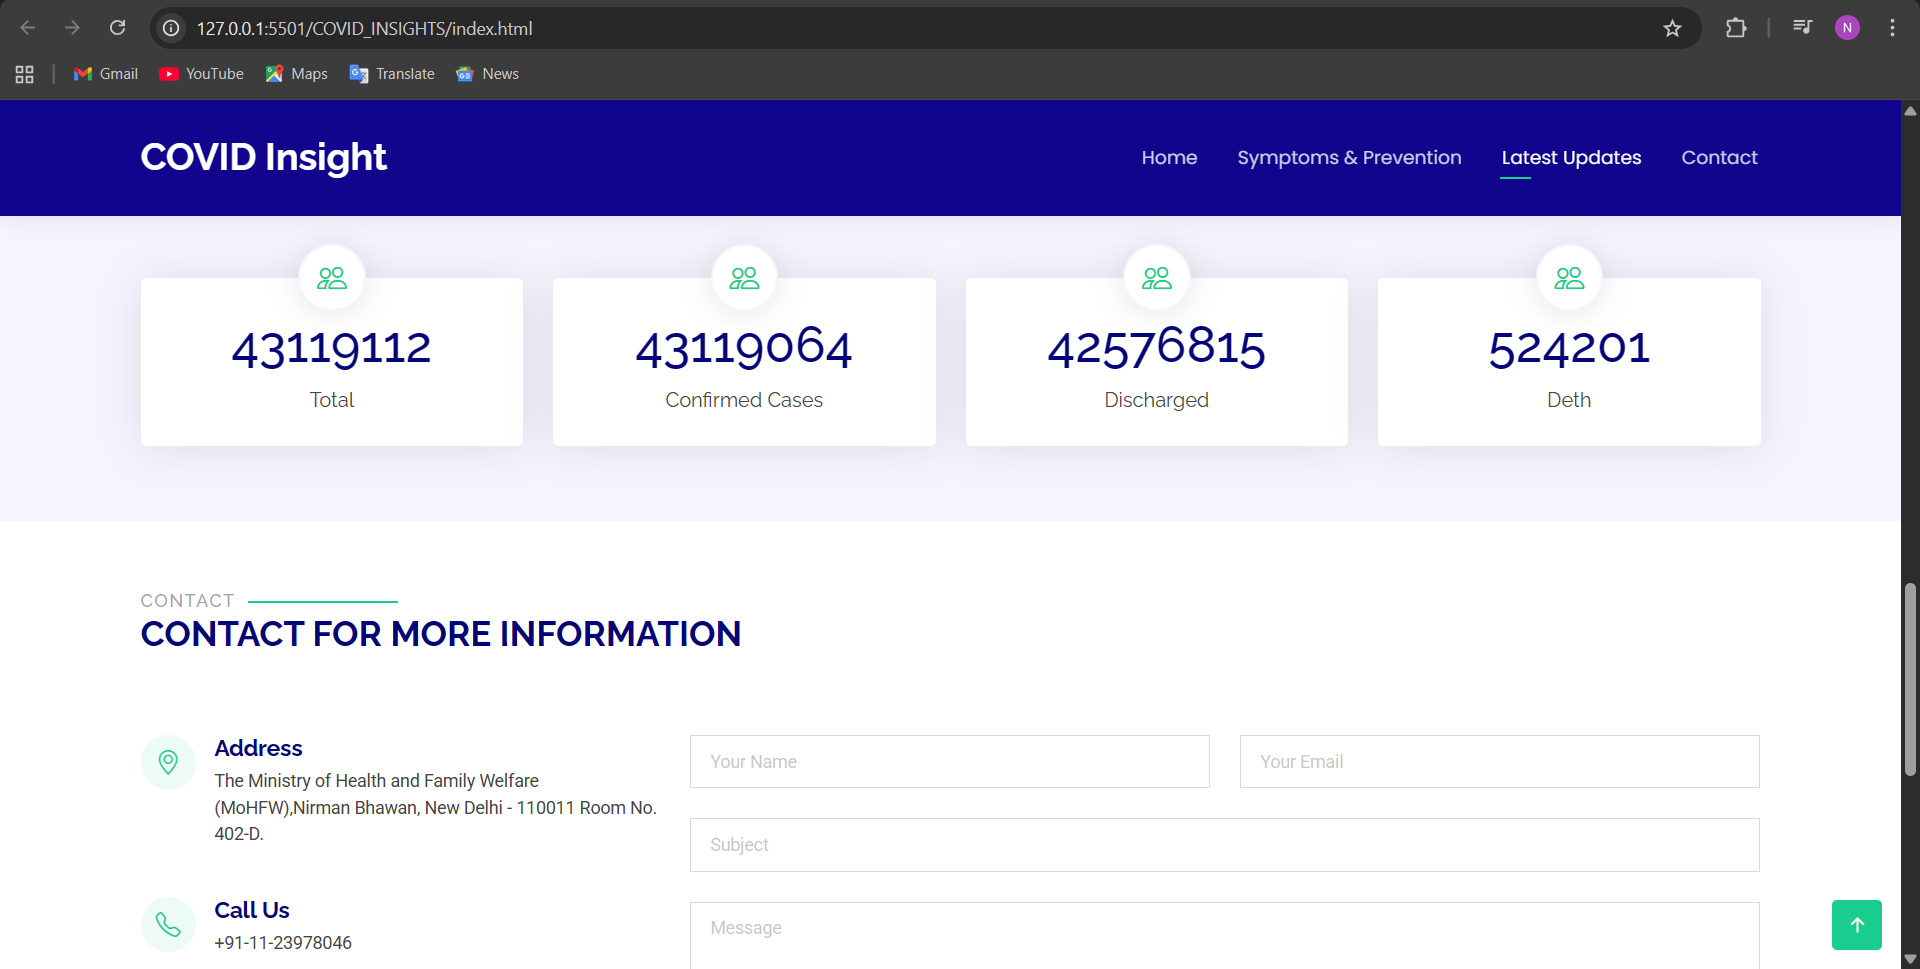 127.0.0.1:5501/COVID_INSIGHTS/index.html
N
Gmail YouTube Maps Translate News
COVID Insight
Home Symptoms & Prevention Latest Updates Contact
43119112 43119064 42576815 524201
Total Confirmed Cases Discharged Deth
CONTACT
CONTACT FOR MORE INFORMATION
Address
The Ministry of Health and Family Welfare
(MoHFW),Nirman Bhawan, New Delhi - 110011 Room No.
402-D.
Your Name Your Email
Subject
Call Us
+91-11-23978046
Message